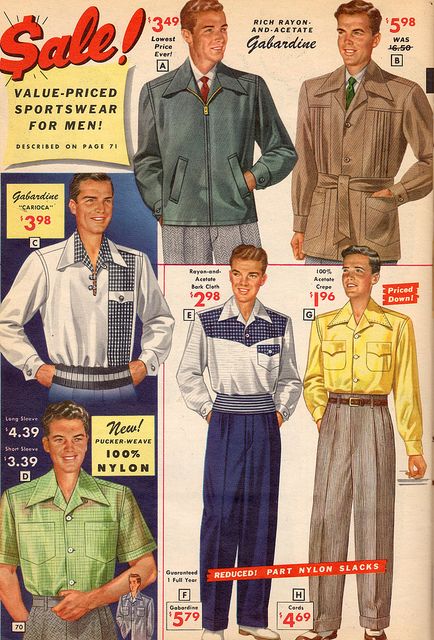 Sale!
VALUE-PRICED
SPORTSWEAR
FOR MEN!
DESCRIBED ON PAGE 71
$3.49
Lowest
Price
Ever!
A
RICH RAYON-
AND-ACETATE
Gabardine
$5.98
WAS
$6.50
B
Gabardine
"CARIOCA"
$3.98
C
Rayon-and-
Acetate
Bark Cloth
$2.98
E
100%
Acetate
Crepe
$1.96
G
Priced
Down!
Long Sleeve
$4.39
Short Sleeve
$3.39
D
New!
PUCKER-WEAVE
100%
NYLON
Guaranteed
1 Full Year
REDUCED! PART NYLON SLACKS
F
Gabardine
$5.79
H
Cords
$4.69
70